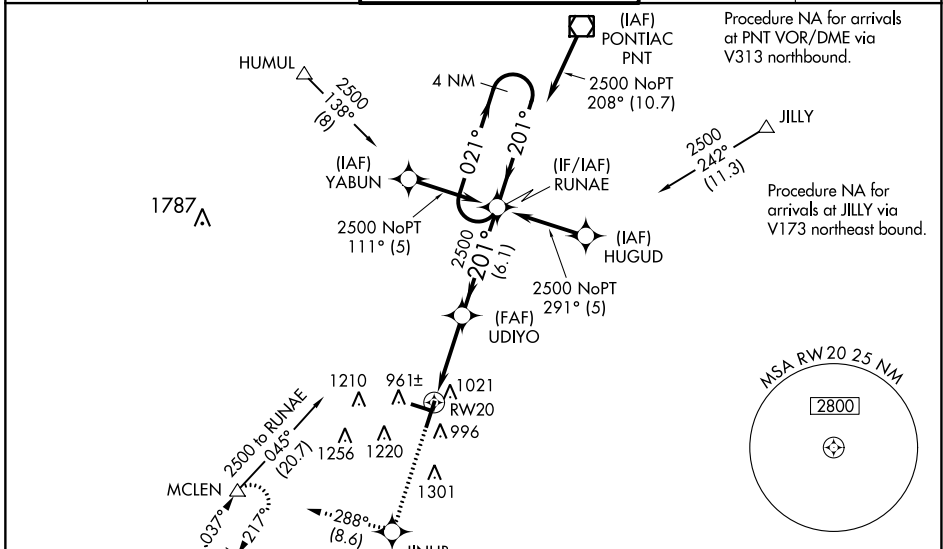 (IAF)
PONTIAC
PNT
Procedure NA for arrivals
at PNT VOR/DME via
V313 northbound.
HUMUL
2500
138°
(8)
4 NM
2500 NoPT
208° (10.7)
JILLY
2500
242°
(11.3)
021°
201°
(IAF)
YABUN
(IF/IAF)
RUNAE
Procedure NA for
arrivals at JILLY via
V173 northeast bound.
1787
2500 NoPT
111° (5)
2500
201°
(6.1)
(IAF)
HUGUD
2500 NoPT
291° (5)
(FAF)
UDIYO
MSA RW20 25 NM
2800
1210
961±
1021
RW20
996
1256
1220
1301
2500 to RUNAE
045°
(20.7)
MCLEN
037°
217°
288°
(8.6)